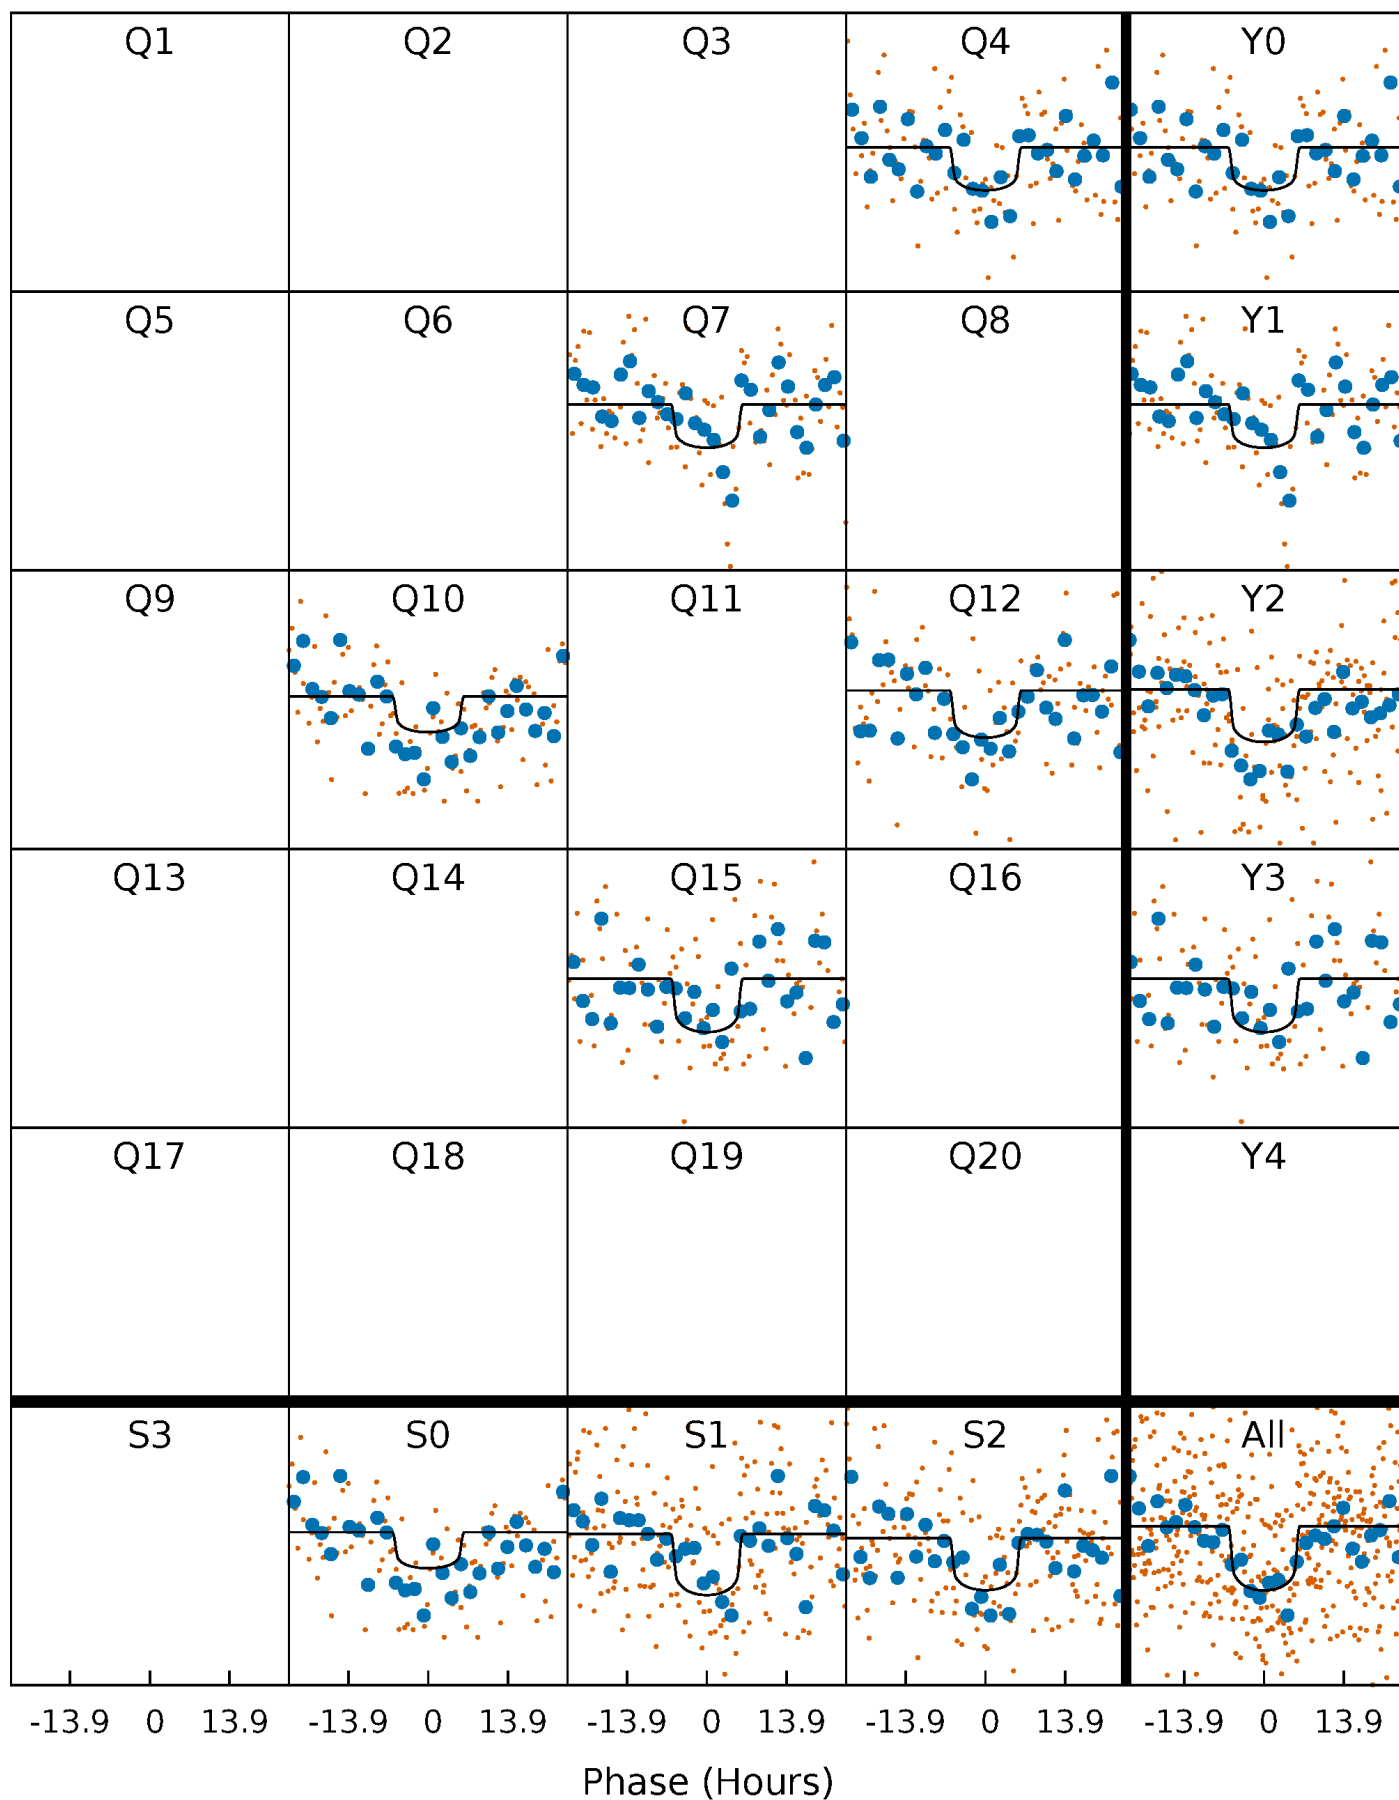 Q1 Q2 Q3 Q4 Y0
Q5 Q6 Q7 Q8 Y1
Q9 Q10 Q11 Q12 Y2
Q13 Q14 Q15 Q16 Y3
Q17 Q18 Q19 Q20 Y4
S3 S0 S1 S2 All
-13.9 0 13.9 -13.9 0 13.9 -13.9 0 13.9 -13.9 0 13.9 -13.9 0 13.9
Phase (Hours)